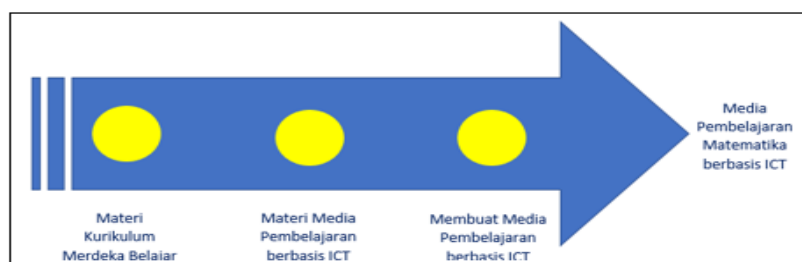 Media
Pembelajaran
Matematika
berbasis ICT
Materi
Kurikulum
Merdeka Belajar
Materi Media
Pembelajaran
berbasis ICT
Membuat Media
Pembelajaran
berbasis ICT